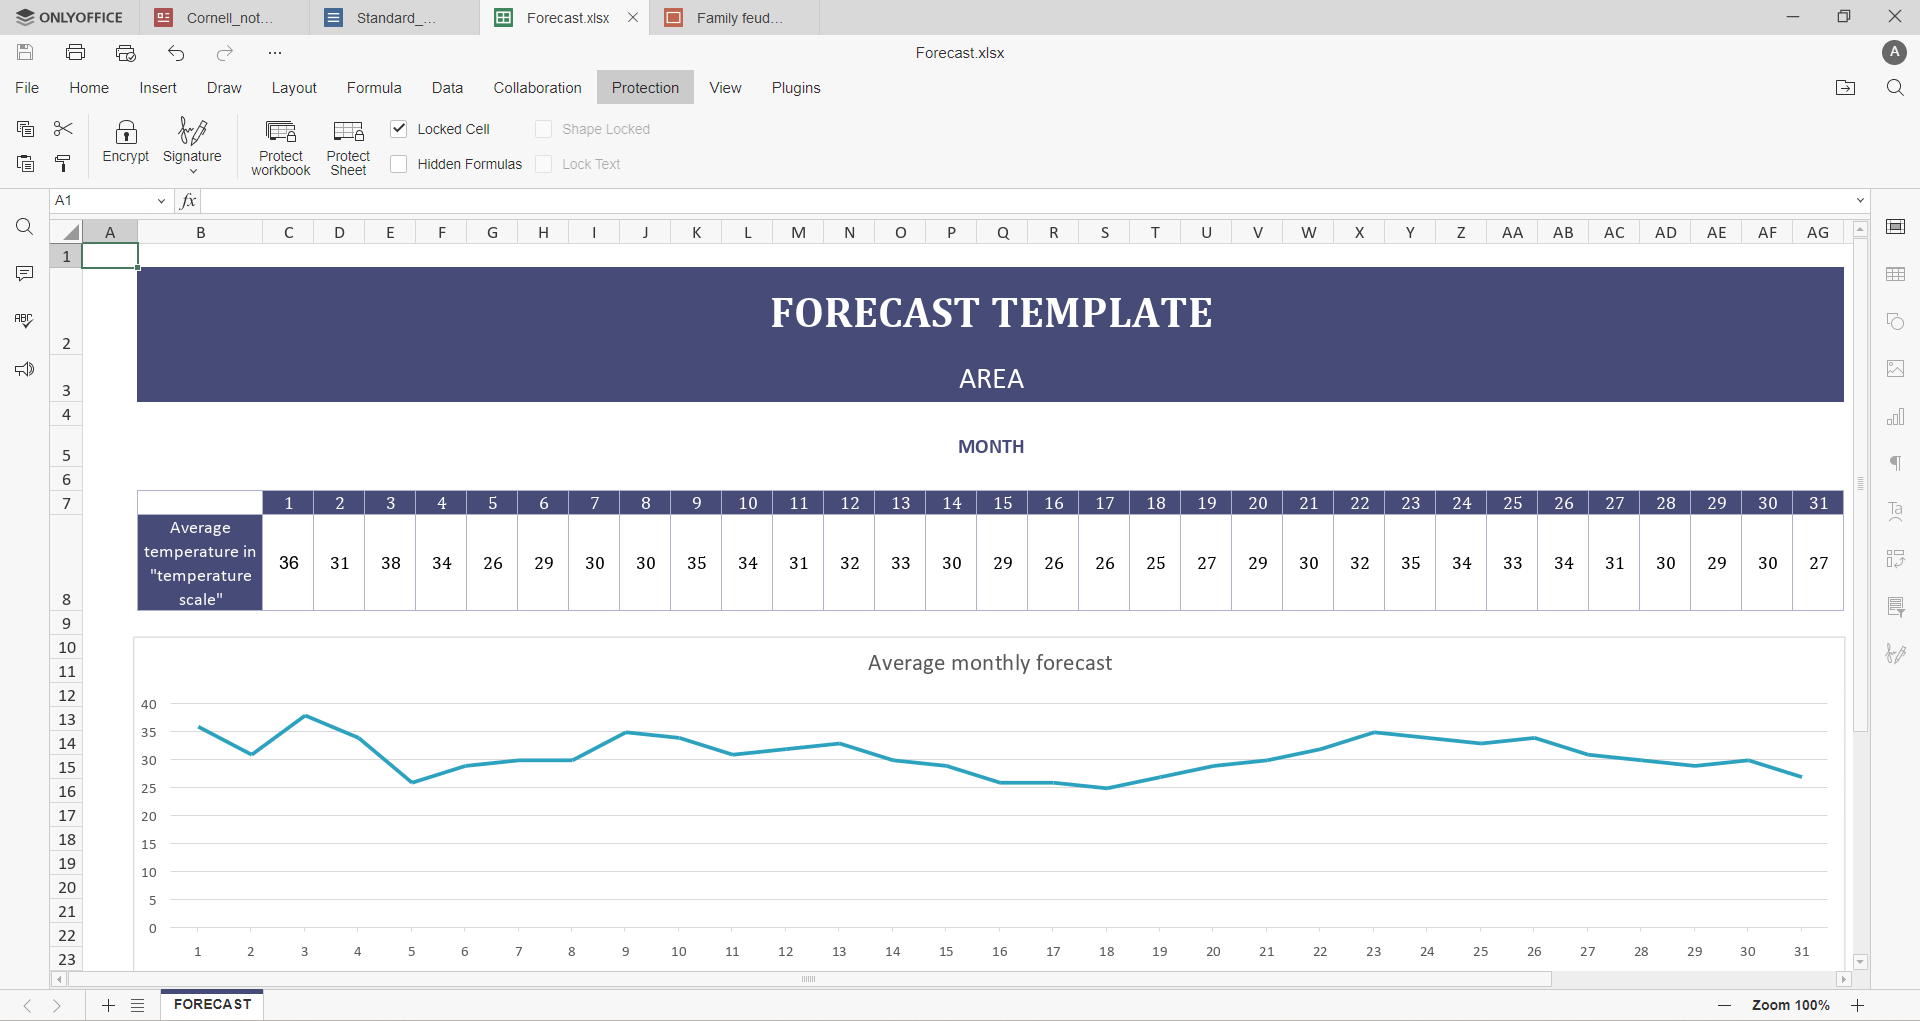 ONLYOFFICE Cornell_not... Standard_... Forecast.xlsx Family feud...
Forecast.xlsx A
File Home Insert Draw Layout Formula Data Collaboration Protection View Plugins
Encrypt Signature Protect workbook Protect Sheet Locked Cell Shape Locked
Hidden Formulas Lock Text
A1 fx
A B C D E F G H I J K L M N O P Q R S T U V W X Y Z AA AB AC AD AE AF AG
1
FORECAST TEMPLATE
2
AREA
3
4
MONTH
5
6
7 1 2 3 4 5 6 7 8 9 10 11 12 13 14 15 16 17 18 19 20 21 22 23 24 25 26 27 28 29 30 31
Average
temperature in
"temperature
scale"
8 36 31 38 34 26 29 30 30 35 34 31 32 33 30 29 26 26 25 27 29 30 32 35 34 33 34 31 30 29 30 27
9
10
Average monthly forecast
11
12
40
13
35
14
30
15
25
16
20
17
15
18
10
19
5
20
0
21
22
1 2 3 4 5 6 7 8 9 10 11 12 13 14 15 16 17 18 19 20 21 22 23 24 25 26 27 28 29 30 31
23
FORECAST Zoom 100%
ABC
Ta